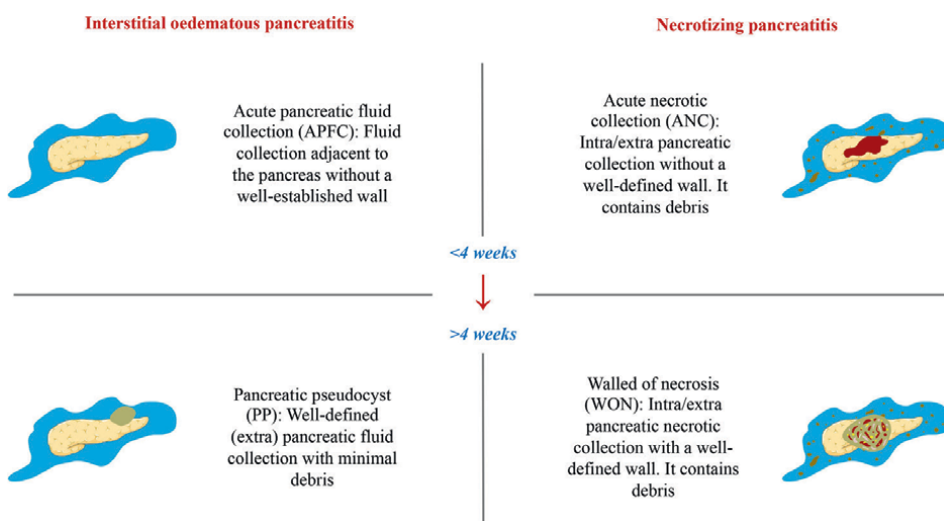 Interstitial oedematous pancreatitis
Necrotizing pancreatitis
Acute pancreatic fluid
collection (APFC): Fluid
collection adjacent to
the pancreas without a
well-established wall
Acute necrotic
collection (ANC):
Intra/extra pancreatic
collection without a
well-defined wall. It
contains debris
<4 weeks
>4 weeks
Pancreatic pseudocyst
(PP): Well-defined
(extra) pancreatic fluid
collection with minimal
debris
Walled of necrosis
(WON): Intra/extra
pancreatic necrotic
collection with a well-
defined wall. It contains
debris